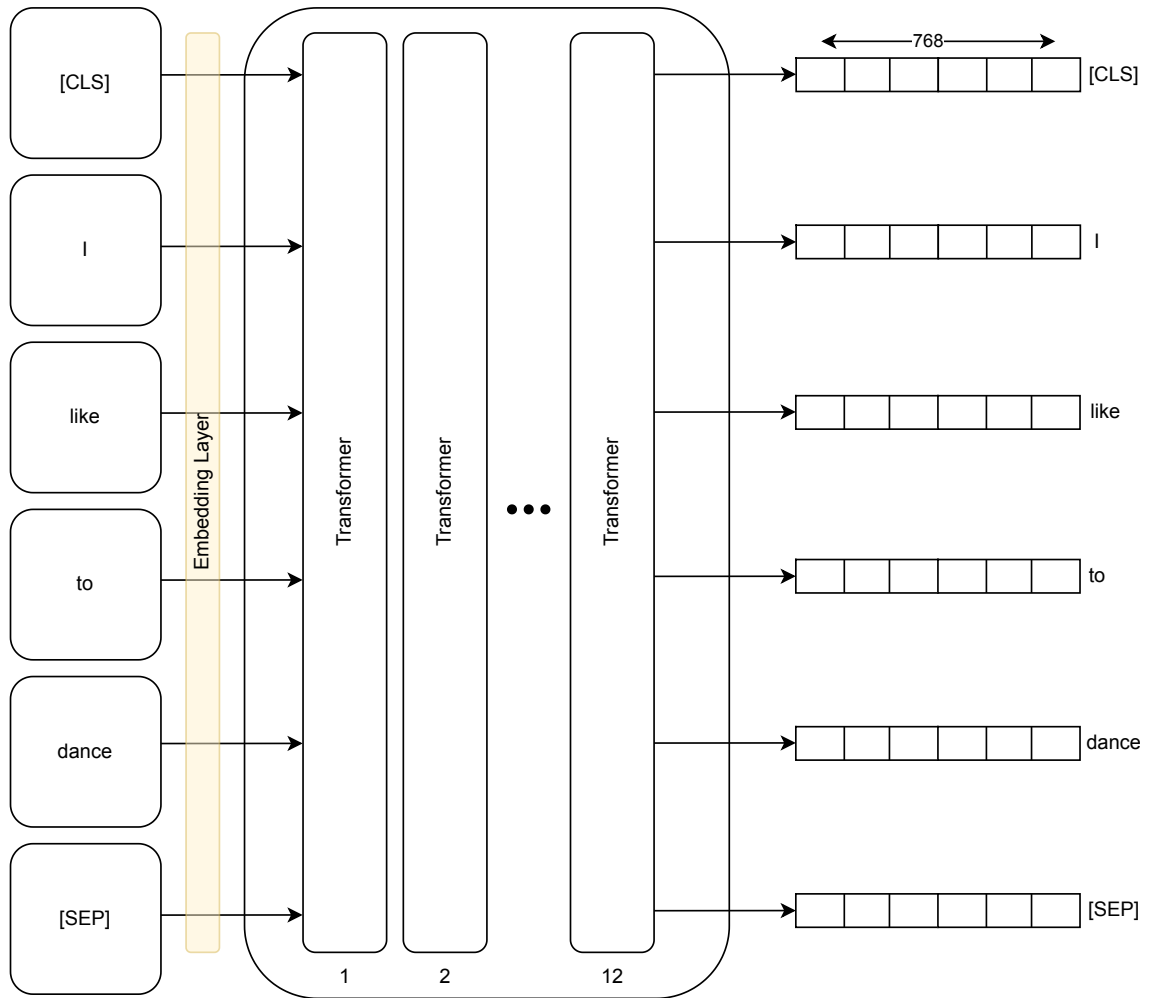 [CLS]
I
like
to
dance
[SEP]
Embedding Layer
Transformer
Transformer
Transformer
1
2
12
768
[CLS]
I
like
to
dance
[SEP]